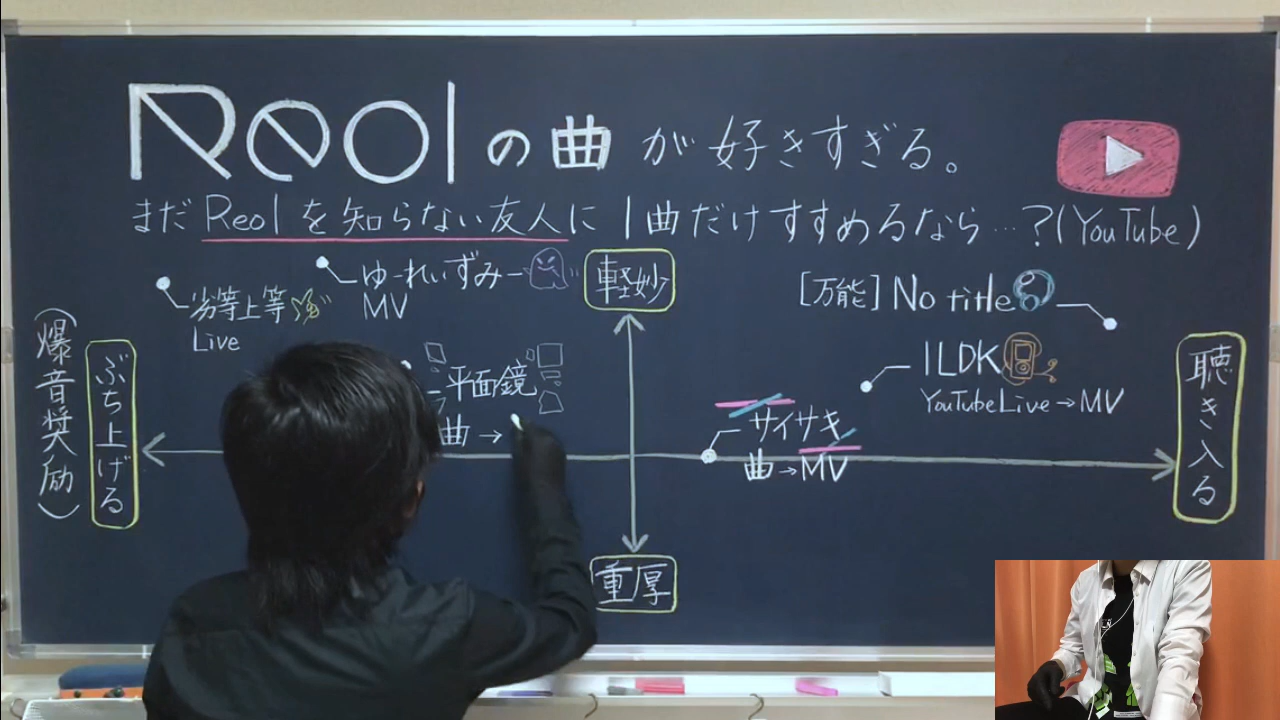 Reolの曲が好きすぎる。
まだReolを知らない友人に1曲だけすすめるなら…?(YouTube)
ゆーれいずみー
MV
劣等上等
Live
軽妙
[万能] No title
1LDK
YouTubeLive→MV
平面鏡
曲→
サイサキ
曲→MV
(爆音奨励)
ぶち上げる
聴き入る
重厚